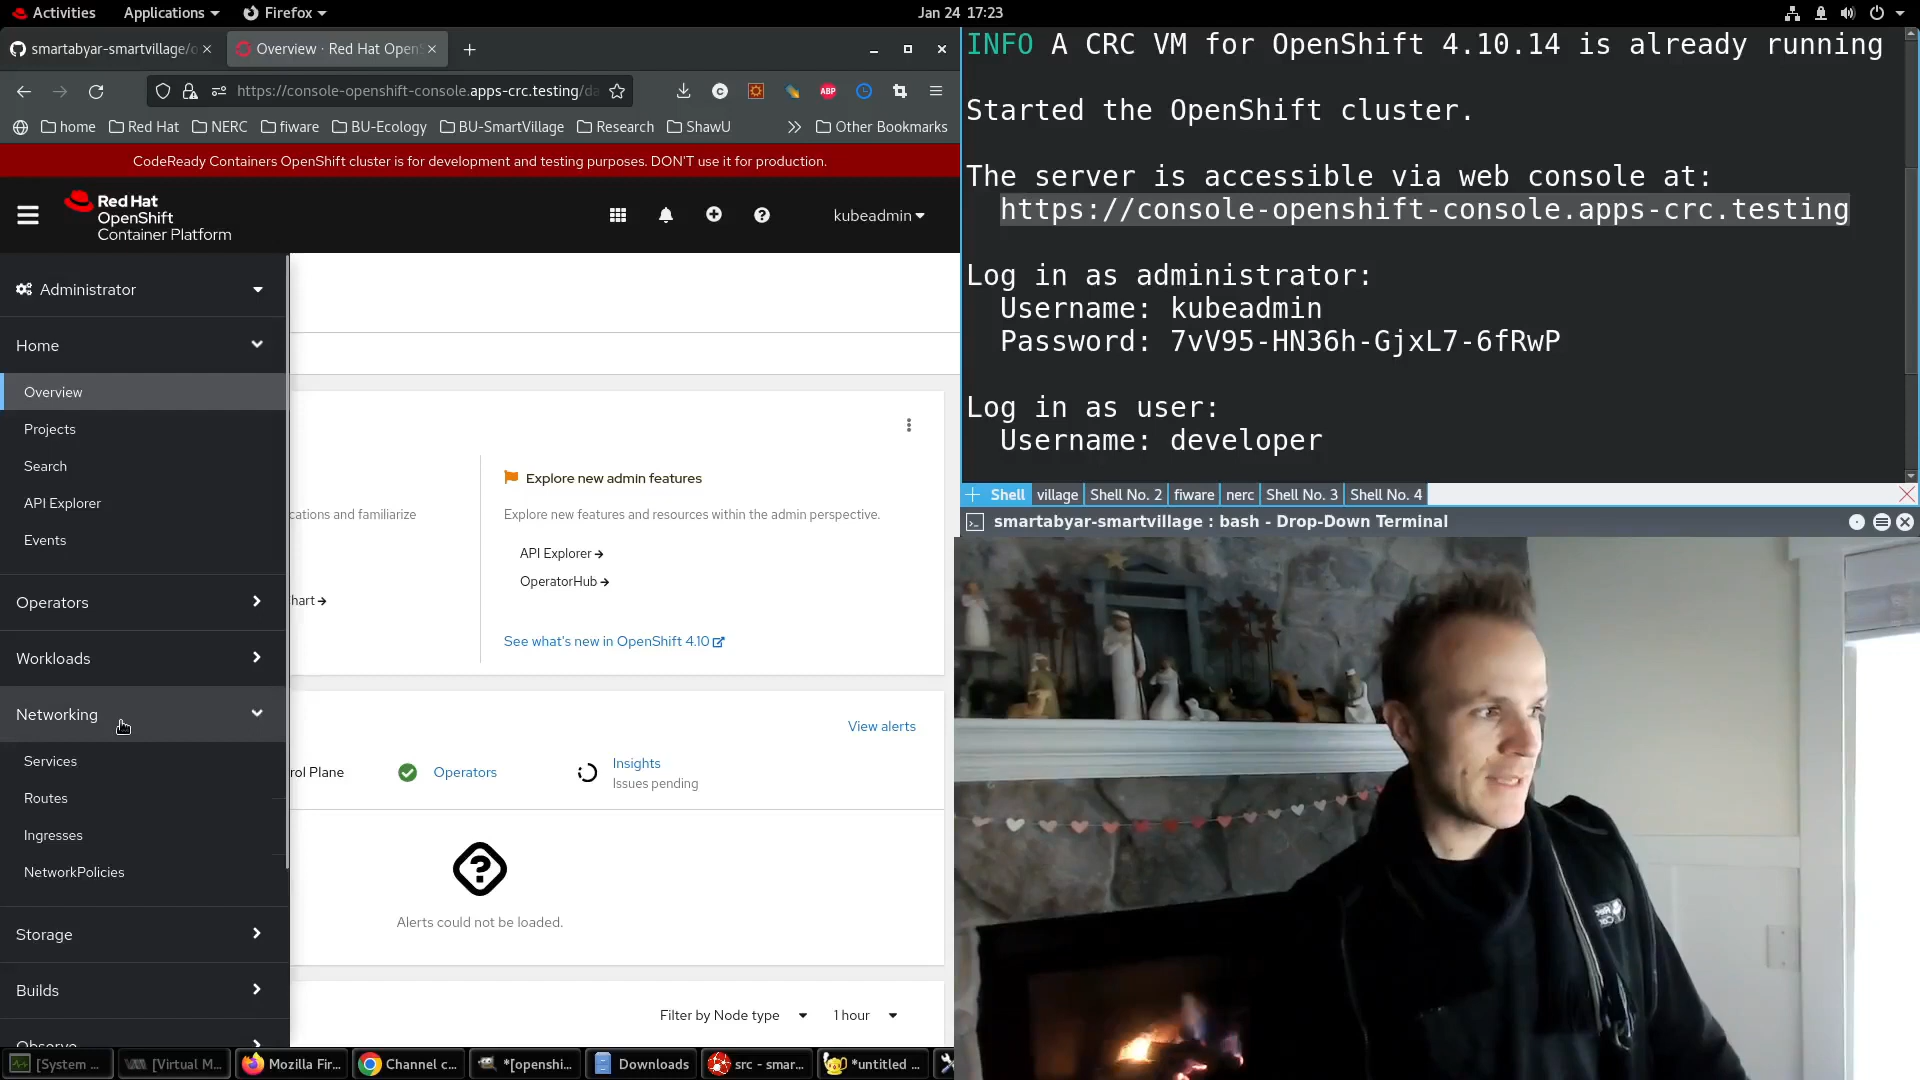 Activities Applications Firefox Jan 24 17:23
smartabyar-smartvillage/o Overview · Red Hat Open
https://console-openshift-console.apps-crc.testing/da
ABP
home Red Hat NERC fiware BU-Ecology BU-SmartVillage Research ShawU Other Bookmarks
CodeReady Containers OpenShift cluster is for development and testing purposes. DON'T use it for production.
Red Hat
OpenShift
Container Platform
kubeadmin
Administrator
Home
Overview
Projects
Search
API Explorer
Events
Operators
Workloads
Networking
Services
Routes
Ingresses
NetworkPolicies
Storage
Builds
Observe
Explore new admin features
cations and familiarize
Explore new features and resources within the admin perspective.
API Explorer
OperatorHub
hart
See what's new in OpenShift 4.10
View alerts
rol Plane
Operators
Insights
Issues pending
Alerts could not be loaded.
Filter by Node type 1 hour
INFO A CRC VM for OpenShift 4.10.14 is already running
Started the OpenShift cluster.
The server is accessible via web console at:
https://console-openshift-console.apps-crc.testing
Log in as administrator:
Username: kubeadmin
Password: 7vV95-HN36h-GjxL7-6fRwP
Log in as user:
Username: developer
Shell village Shell No. 2 fiware nerc Shell No. 3 Shell No. 4
smartabyar-smartvillage : bash - Drop-Down Terminal
[System ... [Virtual M... Mozilla Fir... Channel c... *[openshi... Downloads src - smar... *untitled ...